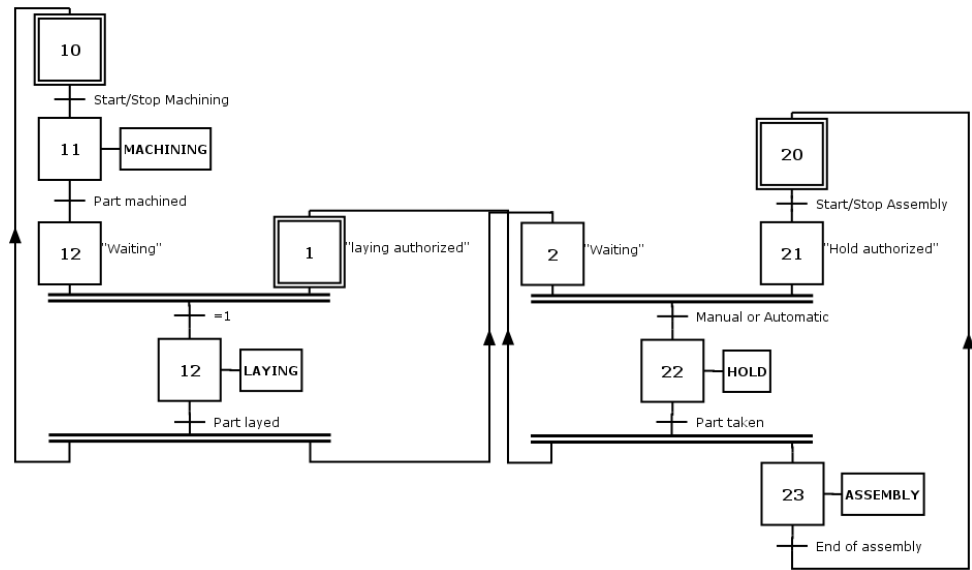 10
Start/Stop Machining
11
MACHINING
20
Part machined
Start/Stop Assembly
12
"Waiting"
1
"laying authorized"
2
"Waiting"
21
"Hold authorized"
=1
Manual or Automatic
12
LAYING
22
HOLD
Part layed
Part taken
23
ASSEMBLY
End of assembly